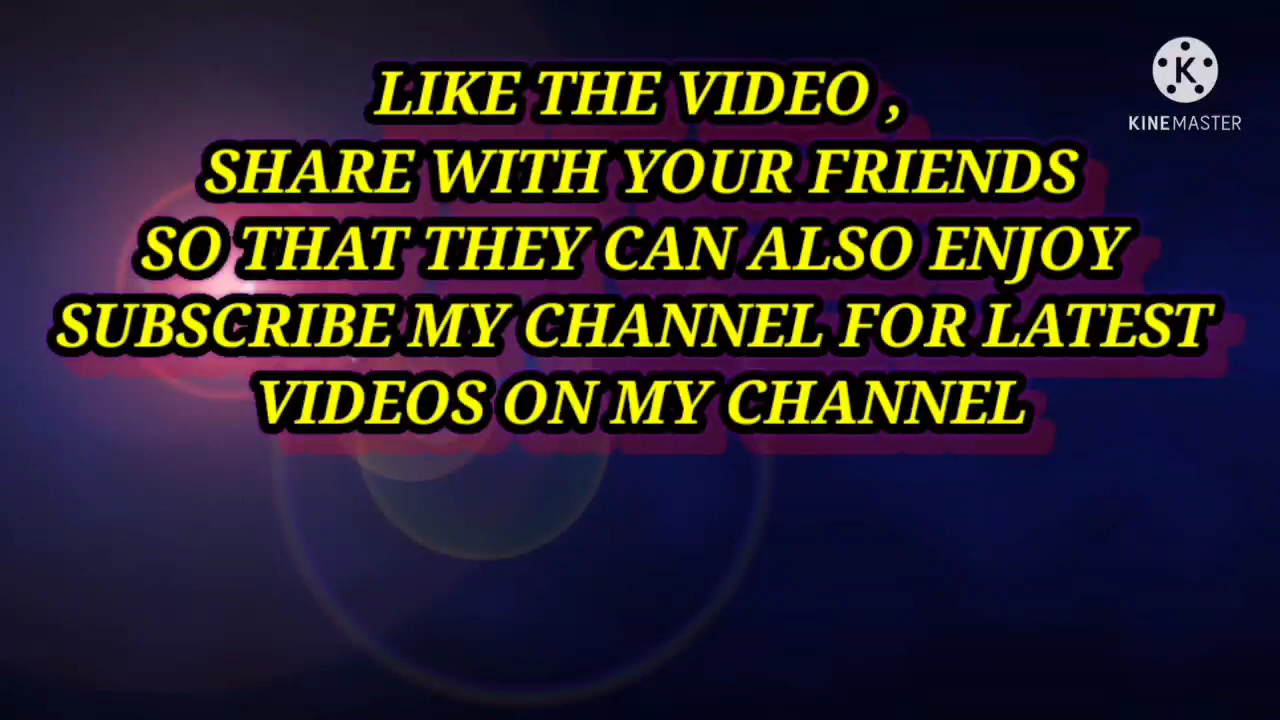 LIKE THE VIDEO ,
SHARE WITH YOUR FRIENDS
SO THAT THEY CAN ALSO ENJOY
SUBSCRIBE MY CHANNEL FOR LATEST
VIDEOS ON MY CHANNEL
K
KINEMASTER